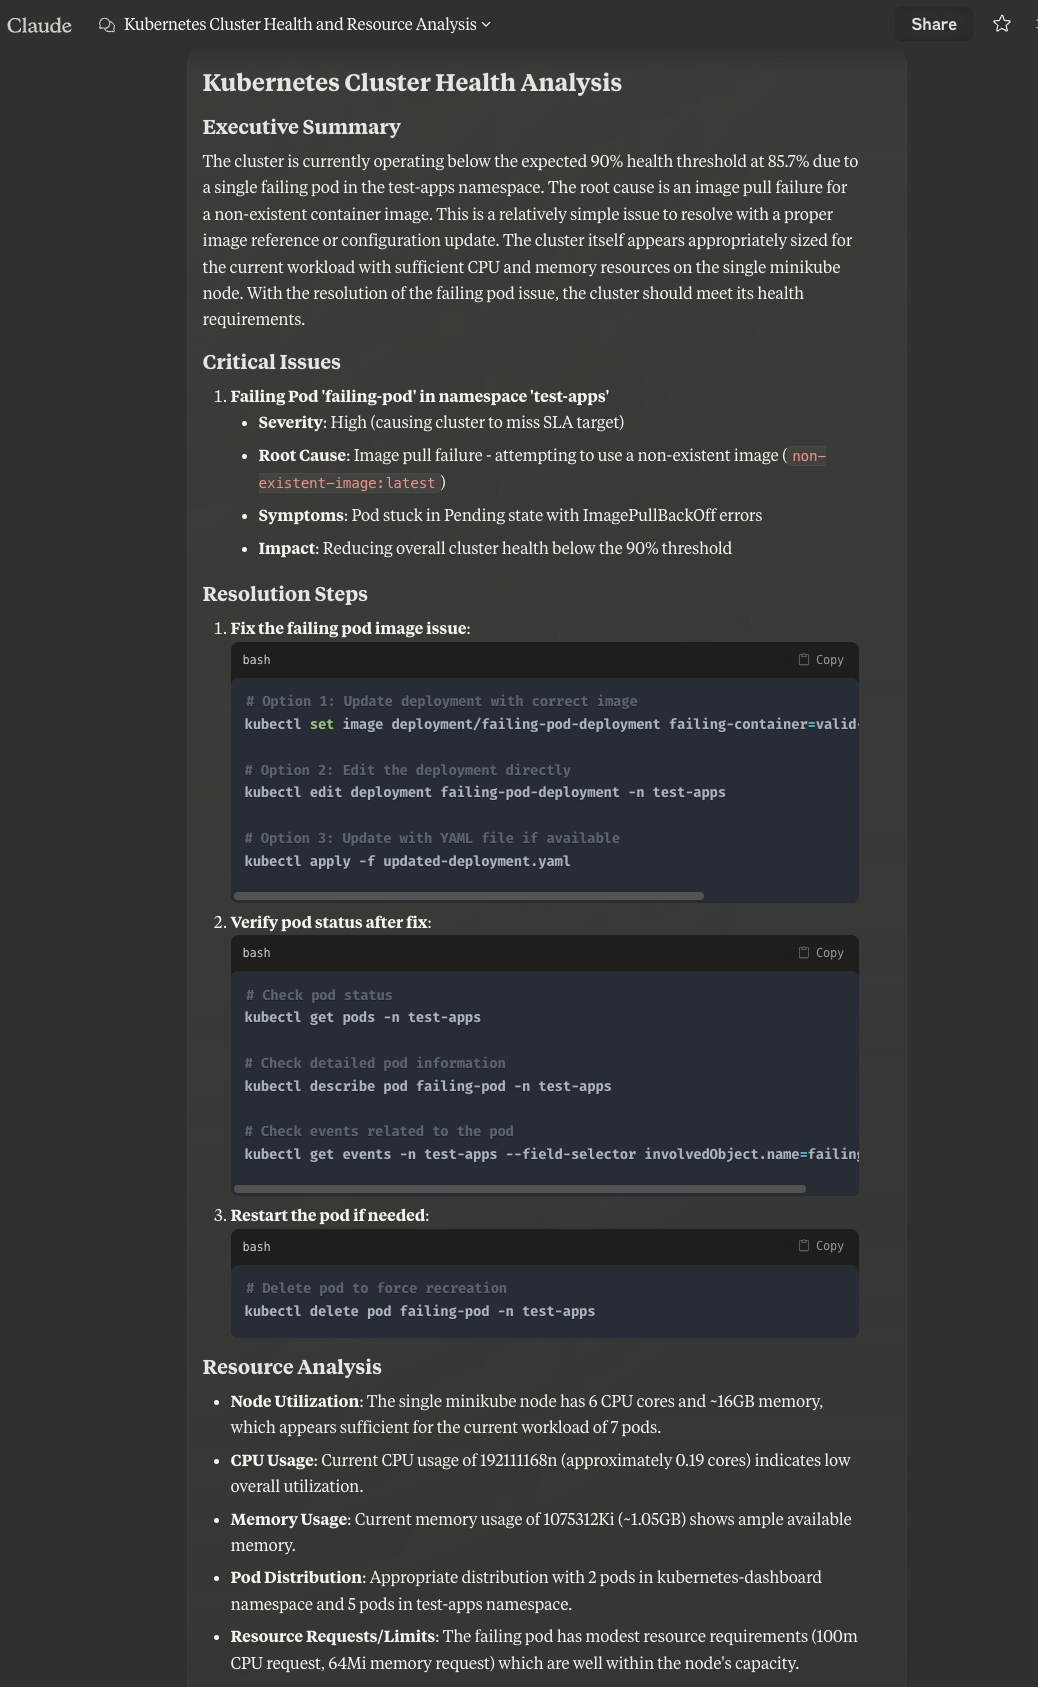 Claude
Kubernetes Cluster Health and Resource Analysis
Share
Kubernetes Cluster Health Analysis
Executive Summary
The cluster is currently operating below the expected 90% health threshold at 85.7% due to
a single failing pod in the test-apps namespace. The root cause is an image pull failure for
a non-existent container image. This is a relatively simple issue to resolve with a proper
image reference or configuration update. The cluster itself appears appropriately sized for
the current workload with sufficient CPU and memory resources on the single minikube
node. With the resolution of the failing pod issue, the cluster should meet its health
requirements.
Critical Issues
1. Failing Pod 'failing-pod' in namespace 'test-apps'
• Severity: High (causing cluster to miss SLA target)
• Root Cause: Image pull failure - attempting to use a non-existent image (non-
existent-image:latest)
• Symptoms: Pod stuck in Pending state with ImagePullBackOff errors
• Impact: Reducing overall cluster health below the 90% threshold
Resolution Steps
1. Fix the failing pod image issue:
bash
Copy
# Option 1: Update deployment with correct image
kubectl set image deployment/failing-pod-deployment failing-container=valid-
# Option 2: Edit the deployment directly
kubectl edit deployment failing-pod-deployment -n test-apps
# Option 3: Update with YAML file if available
kubectl apply -f updated-deployment.yaml
2. Verify pod status after fix:
bash
Copy
# Check pod status
kubectl get pods -n test-apps
# Check detailed pod information
kubectl describe pod failing-pod -n test-apps
# Check events related to the pod
kubectl get events -n test-apps --field-selector involvedObject.name=failing
3. Restart the pod if needed:
bash
Copy
# Delete pod to force recreation
kubectl delete pod failing-pod -n test-apps
Resource Analysis
• Node Utilization: The single minikube node has 6 CPU cores and ~16GB memory,
which appears sufficient for the current workload of 7 pods.
• CPU Usage: Current CPU usage of 192111168n (approximately 0.19 cores) indicates low
overall utilization.
• Memory Usage: Current memory usage of 1075312Ki (~1.05GB) shows ample available
memory.
• Pod Distribution: Appropriate distribution with 2 pods in kubernetes-dashboard
namespace and 5 pods in test-apps namespace.
• Resource Requests/Limits: The failing pod has modest resource requirements (100m
CPU request, 64Mi memory request) which are well within the node's capacity.